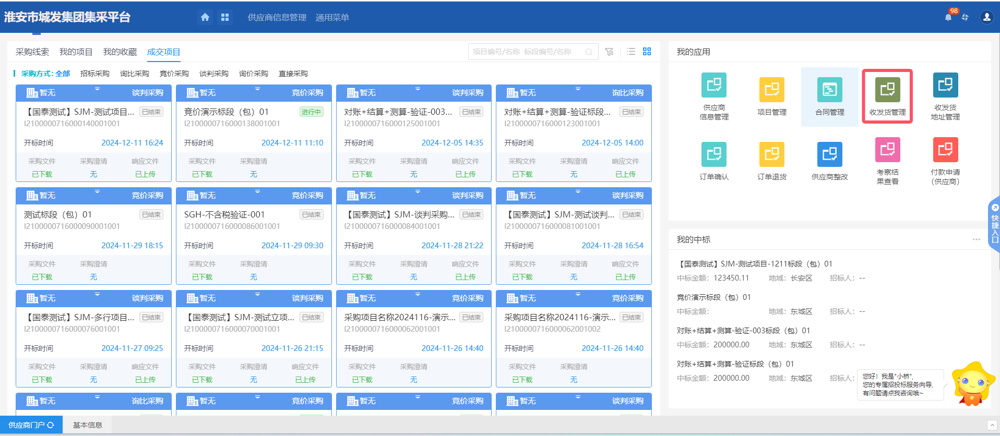 淮安市城发集团集采平台
供应商信息管理 通用菜单
98
采购线索 我的项目 我的收藏 成交项目
项目编号/名称 标段编号/名称
采购方式: 全部 招标采购 询比采购 竞价采购 谈判采购 询价采购 直接采购
暂无 谈判采购
【国泰测试】SJM-测试项目... 已结束
I2100000716000140001001
开标时间 2024-12-11 16:24
采购文件 采购澄清 响应文件
已下载 无 已上传
暂无 竞价采购
竞价演示标段（包）01 进行中
I2100000716000138001001
开标时间 2024-12-11 11:10
采购文件 采购澄清
已下载 无
暂无 谈判采购
对账+结算+测算-验证-003... 已结束
I2100000716000125001001
开标时间 2024-12-05 14:35
采购文件 采购澄清 响应文件
已下载 无 已上传
暂无 询比采购
对账+结算+测算-验证标段... 已结束
I2100000716000123001001
开标时间 2024-12-05 14:00
采购文件 采购澄清 响应文件
已下载 无 已上传
暂无 竞价采购
测试标段（包）01 已结束
I2100000716000090001001
开标时间 2024-11-29 18:15
采购文件 采购澄清
已下载 无
暂无 竞价采购
SGH-不含税验证-001 已结束
I2100000716000086001001
开标时间 2024-11-29 09:30
采购文件 采购澄清
已下载 无
暂无 谈判采购
【国泰测试】SJM-谈判采购... 已结束
I2100000716000084001001
开标时间 2024-11-28 21:22
采购文件 采购澄清 响应文件
已下载 无 已上传
暂无 谈判采购
【国泰测试】SJM-测试谈判... 已结束
I2100000716000081001001
开标时间 2024-11-28 16:54
采购文件 采购澄清 响应文件
已下载 无 已上传
暂无 谈判采购
【国泰测试】SJM-多行项目... 已结束
I2100000716000076001001
开标时间 2024-11-27 09:25
采购文件 采购澄清 响应文件
已下载 无 已上传
暂无 谈判采购
【国泰测试】SJM-测试立项... 已结束
I2100000716000070001001
开标时间 2024-11-26 21:15
采购文件 采购澄清 响应文件
已下载 无 已上传
暂无 竞价采购
采购项目名称2024116-演示... 已结束
I2100000716000062001001
开标时间 2024-11-26 14:40
采购文件 采购澄清
已下载 无
暂无 竞价采购
采购项目名称2024116-演示... 已结束
I2100000716000062001002
开标时间 2024-11-26 14:40
采购文件 采购澄清
已下载 无
暂无 询比采购
暂无 竞价采购
暂无 竞价采购
暂无 谈判采购
我的应用
供应商
信息管理
项目管理
合同管理
收发货管理
收发货
地址管理
订单确认
订单退货
供应商整改
考察结
果查看
付款申请
（供应商）
快捷入口
我的中标
【国泰测试】SJM-测试项目-1211标段（包）01
中标金额：123450.11 地域：长安区 招标人：--
竞价演示标段（包）01
中标金额： 地域：东城区 招标人：--
对账+结算+测算-验证-003标段（包）01
中标金额：200000.00 地域：东城区 招标人：--
对账+结算+测算-验证标段（包）01
中标金额：200000.00 地域：东城区 招标人：
您好！我是"小桥",
您的专属招投标服务向导,
有问题请点我咨询哦~
供应商门户 基本信息